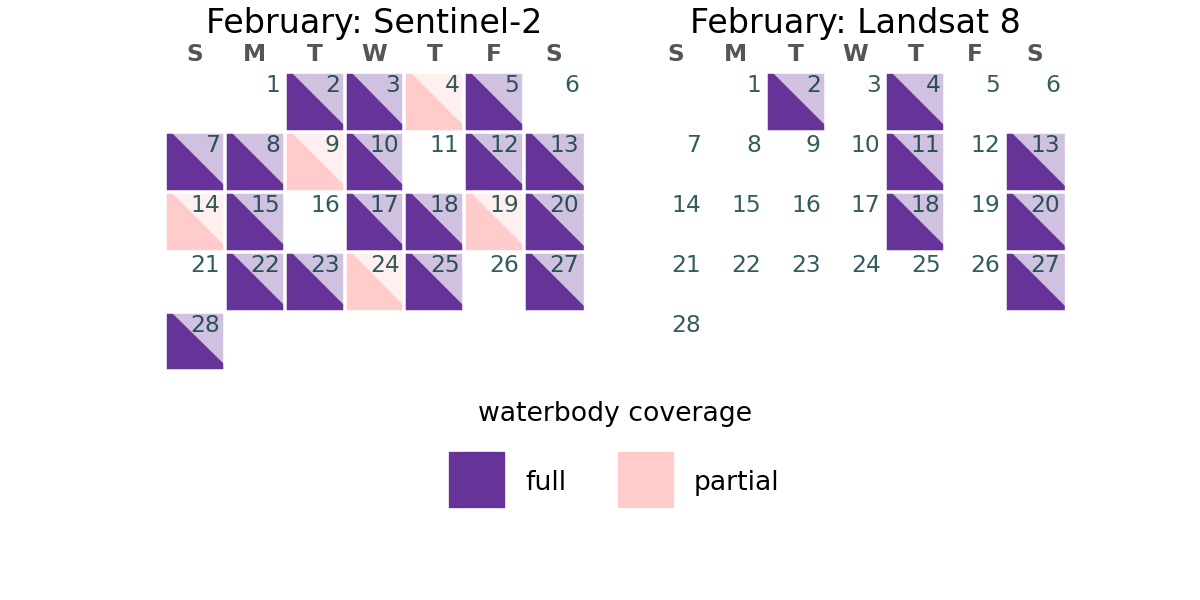 February: Sentinel-2
S M T W T F S
1 2 3 4 5 6
7 8 9 10 11 12 13
14 15 16 17 18 19 20
21 22 23 24 25 26 27
28
February: Landsat 8
S M T W T F S
1 2 3 4 5 6
7 8 9 10 11 12 13
14 15 16 17 18 19 20
21 22 23 24 25 26 27
28
waterbody coverage
full partial